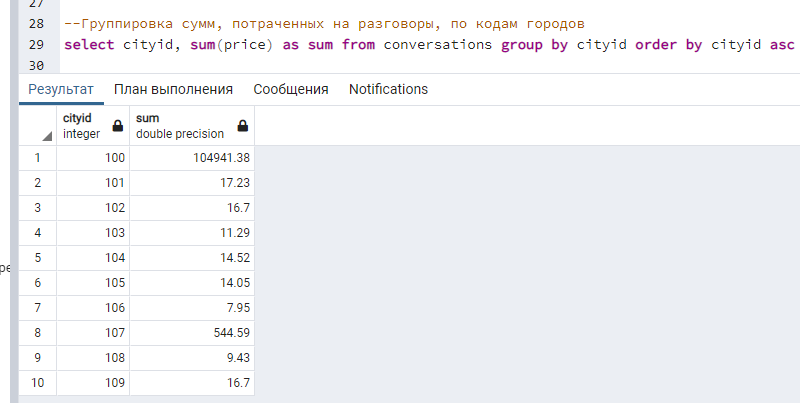 27
28 --Группировка сумм, потраченных на разговоры, по кодам городов
29 select cityid, sum(price) as sum from conversations group by cityid order by cityid asc
30
Результат План выполнения Сообщения Notifications
cityid sum
integer double precision
1 100 104941.38
2 101 17.23
3 102 16.7
4 103 11.29
5 104 14.52
6 105 14.05
7 106 7.95
8 107 544.59
9 108 9.43
10 109 16.7
ре